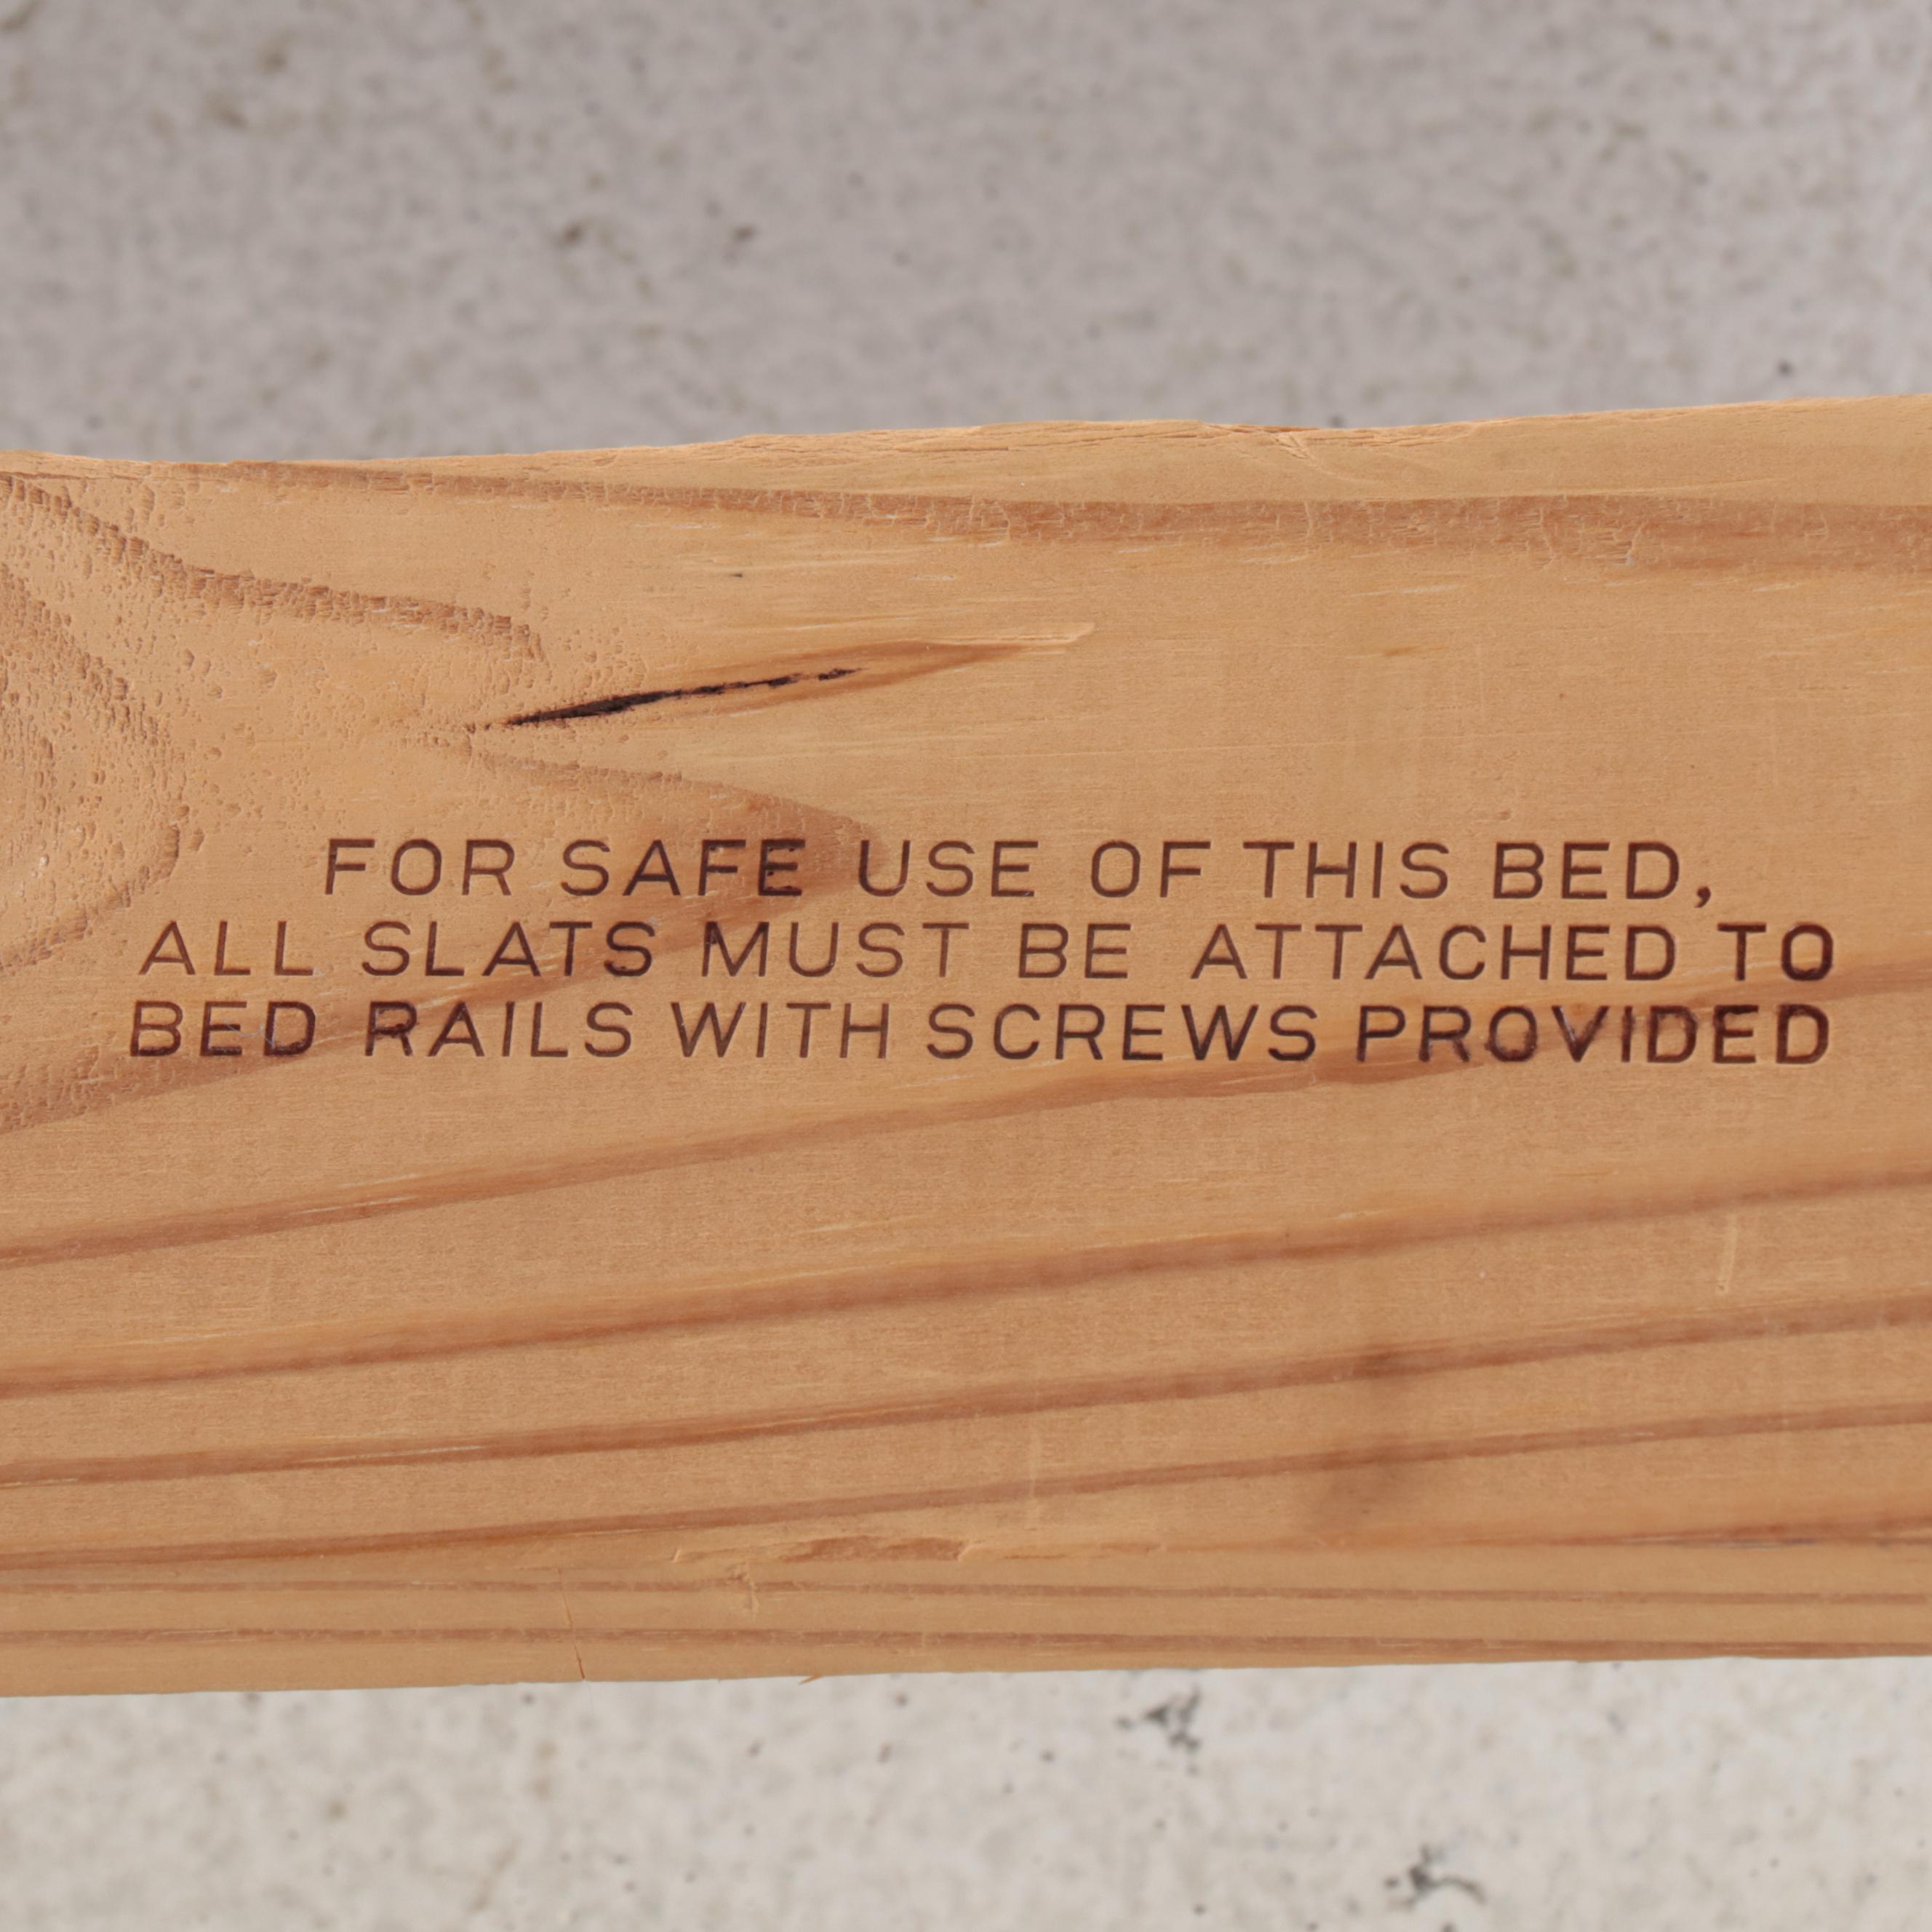 FOR SAFE USE OF THIS BED,
ALL SLATS MUST BE ATTACHED TO
BED RAILS WITH SCREWS PROVIDED